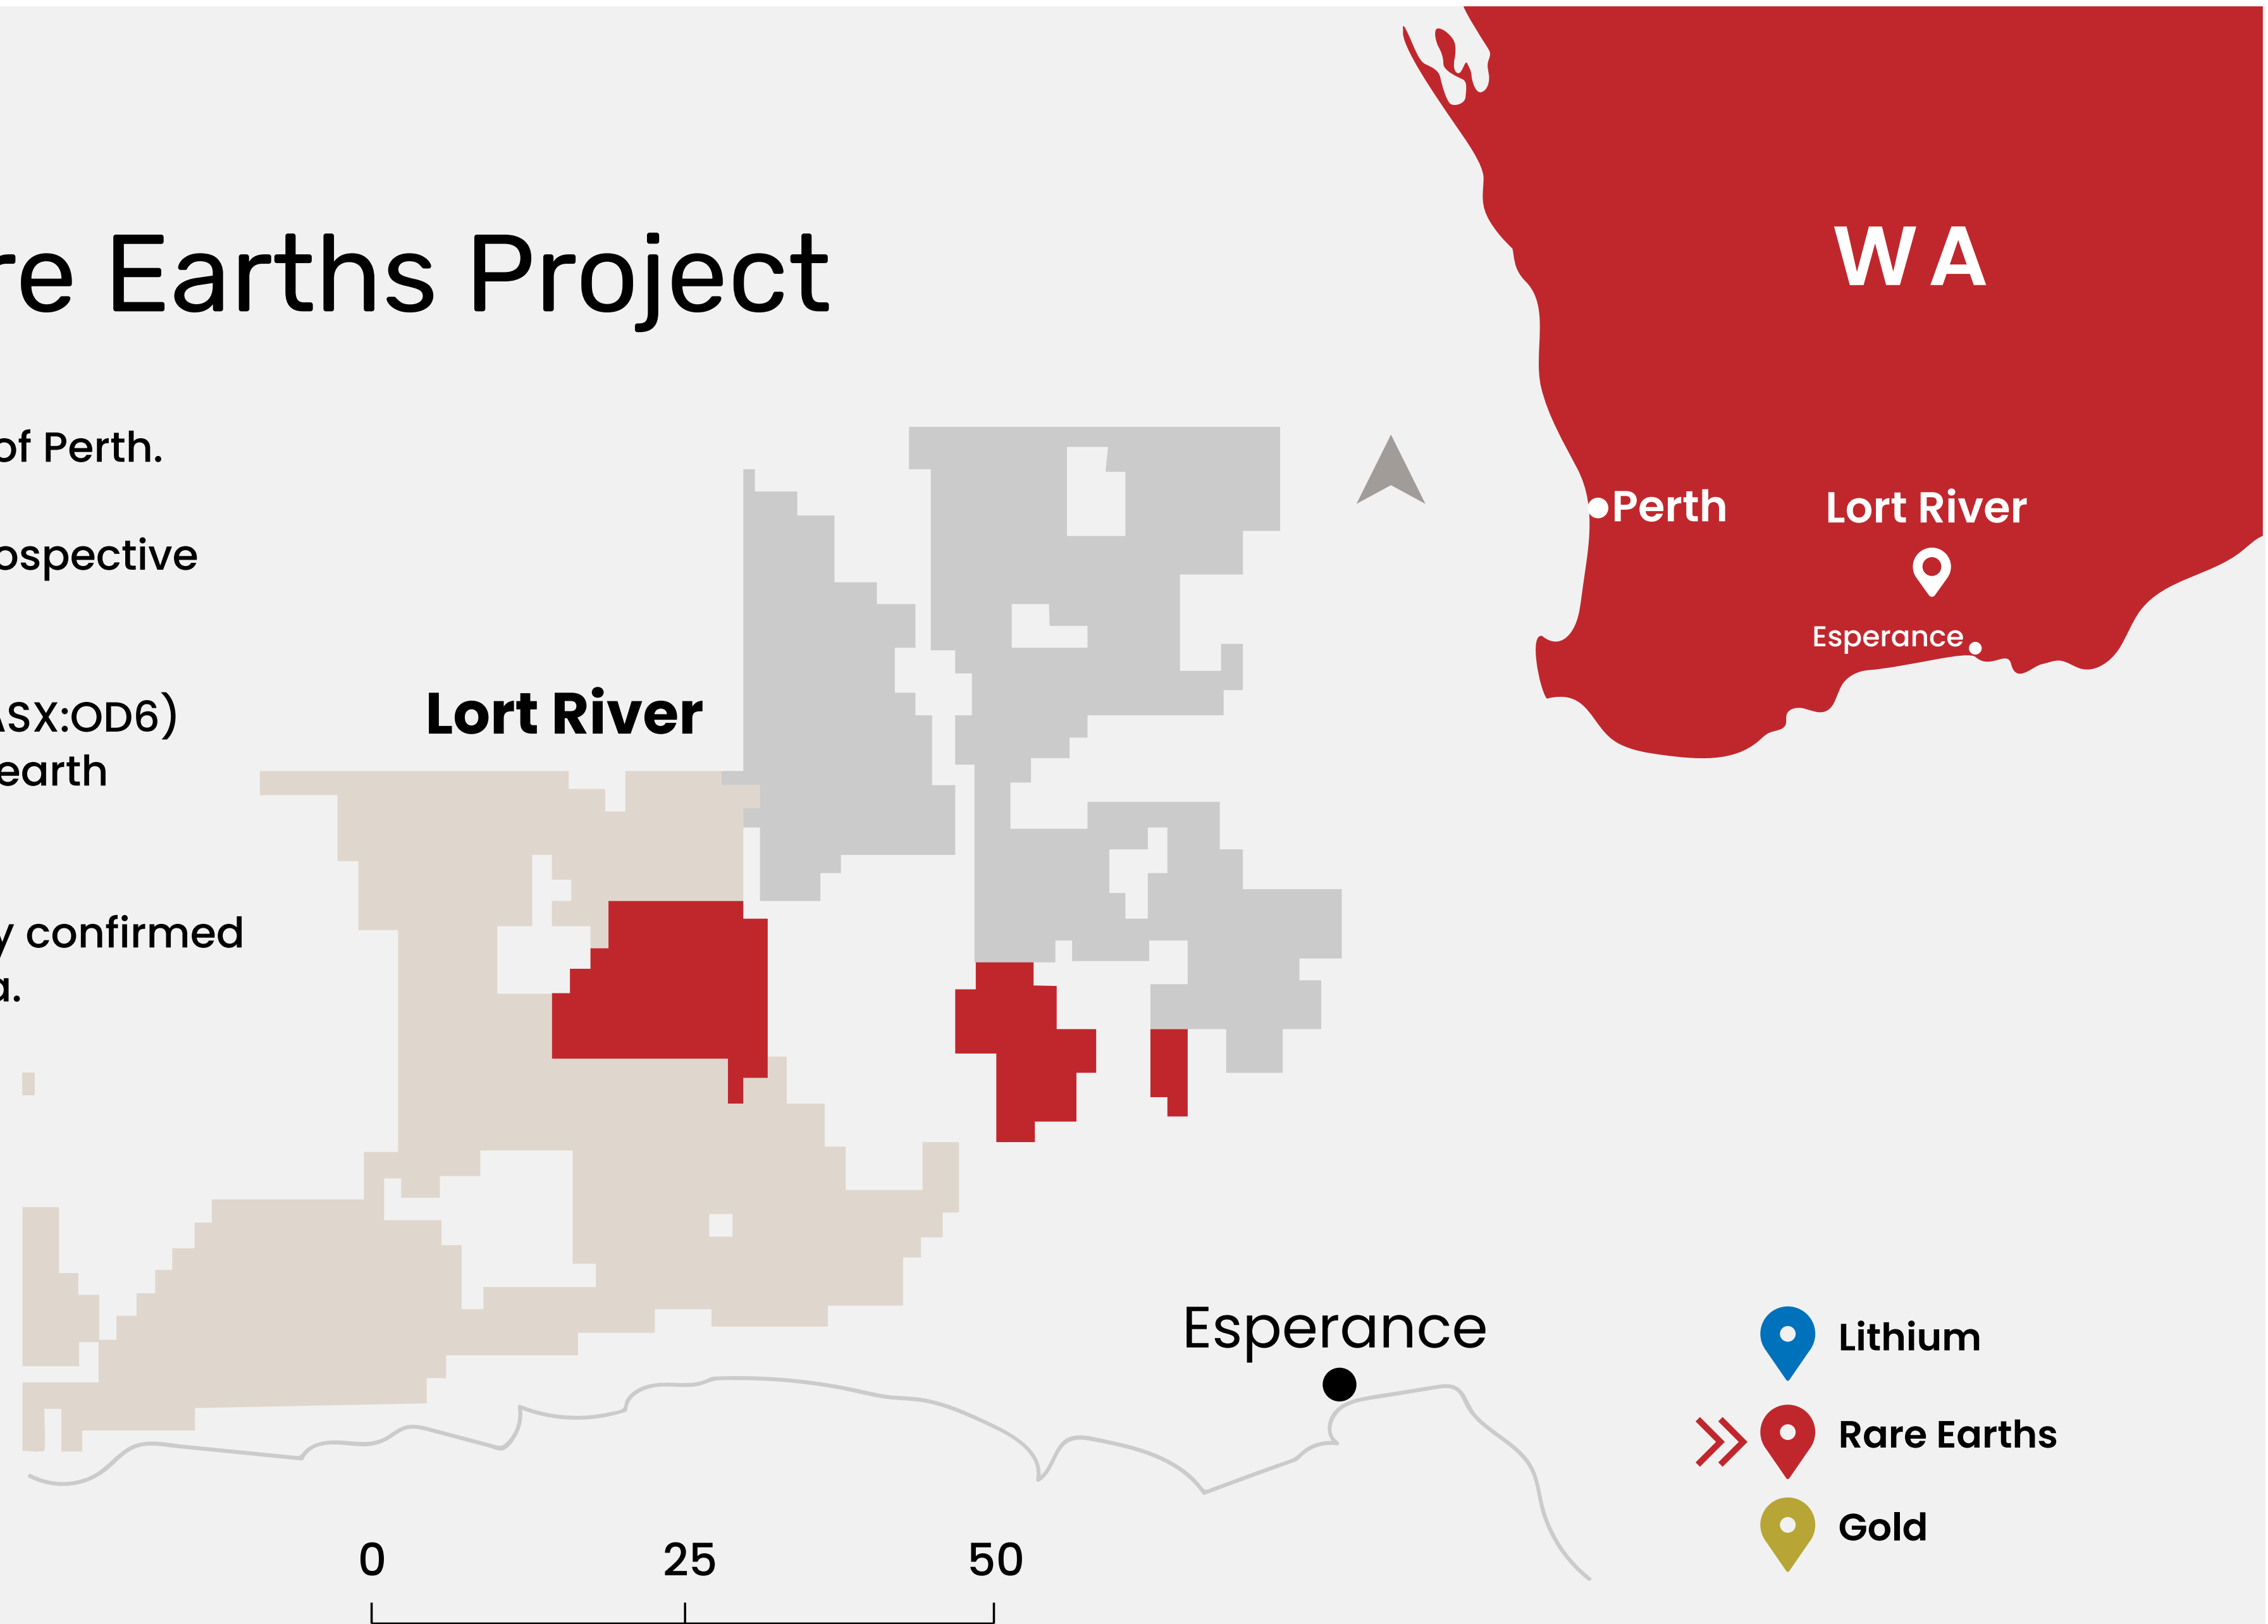 re Earths Project
of Perth.
ospective
ASX:OD6)
earth
y confirmed
a.
Lort River
Esperance
0 25 50
WA
Perth
Lort River
Esperance
Lithium
Rare Earths
Gold